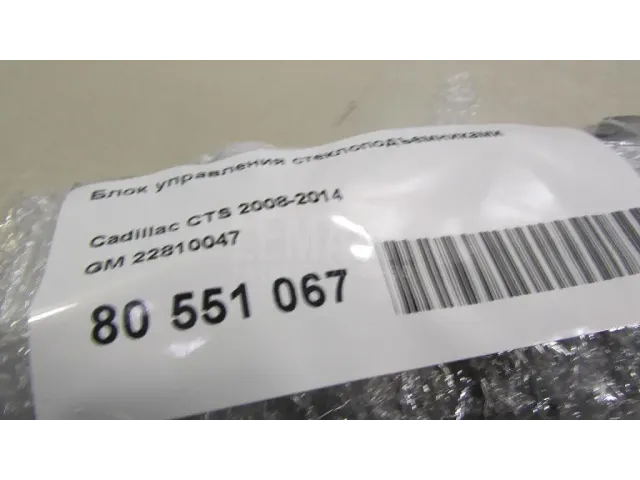 Блок управления стеклоподъемниками
Cadillac CTS 2008-2014
GM 22810047
80 551 067